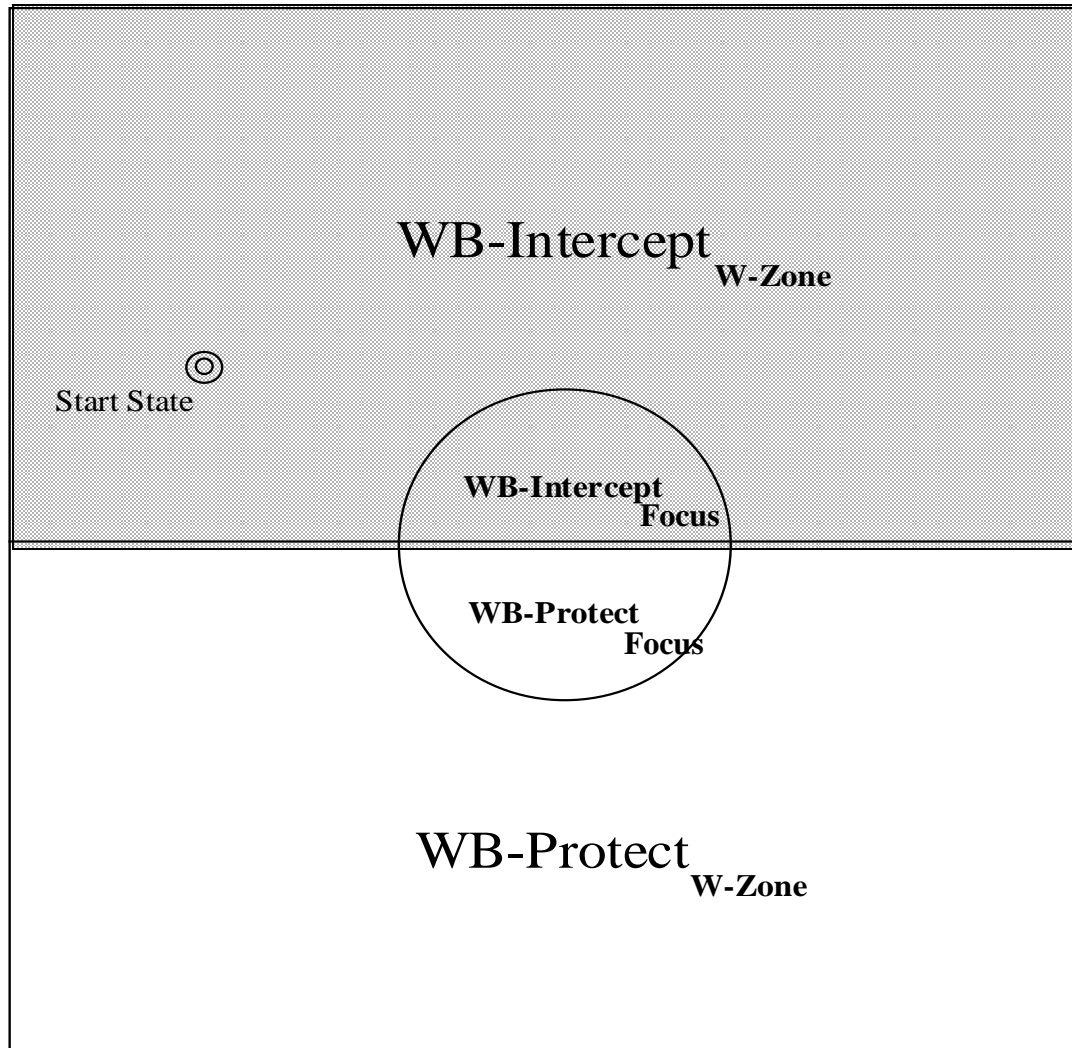 WB-Intercept W-Zone
Start State
WB-Intercept Focus
WB-Protect Focus
WB-Protect W-Zone